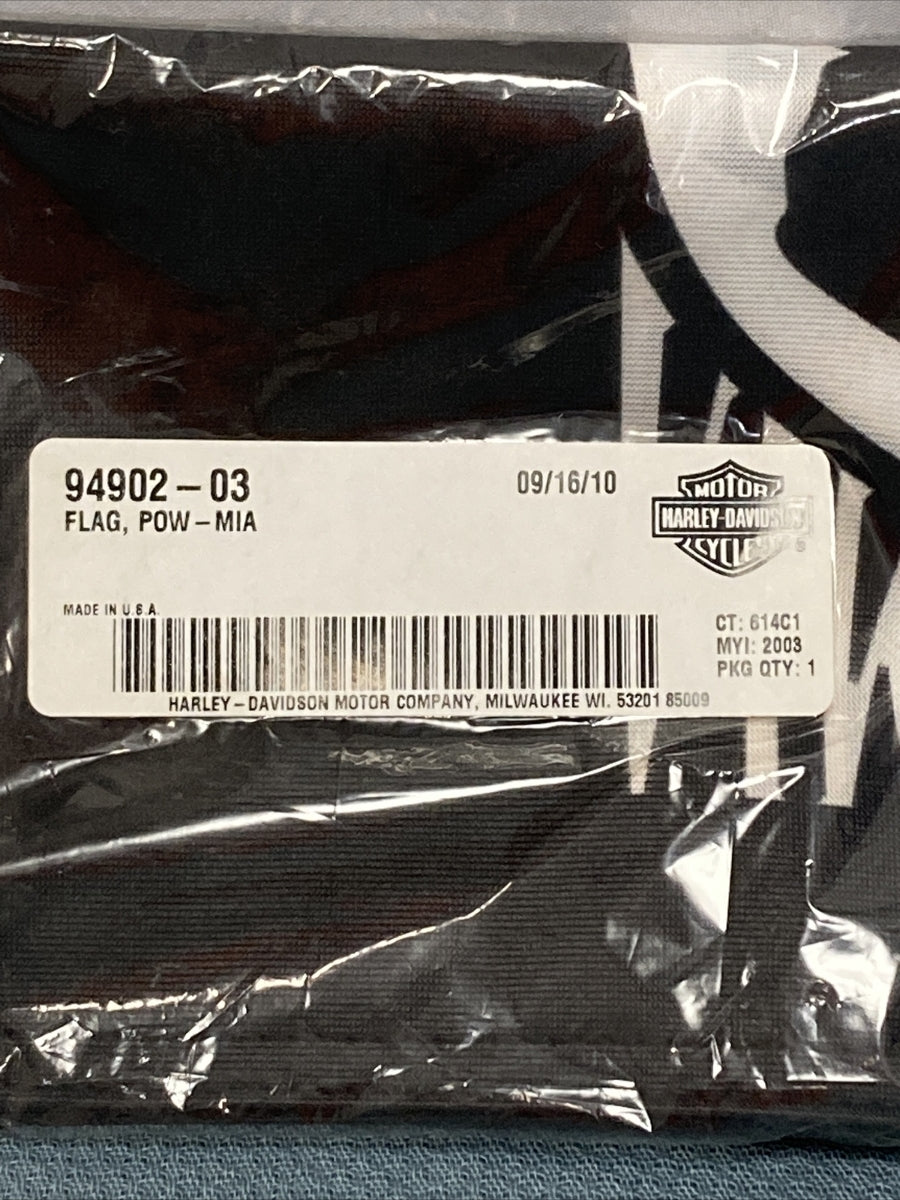 94902-03
09/16/10
FLAG, POW-MIA
MOTOR
HARLEY-DAVIDSON
CYCLES
®
MADE IN U.S.A.
CT: 614C1
MYI: 2003
PKG QTY: 1
HARLEY-DAVIDSON MOTOR COMPANY, MILWAUKEE WI. 53201 85009